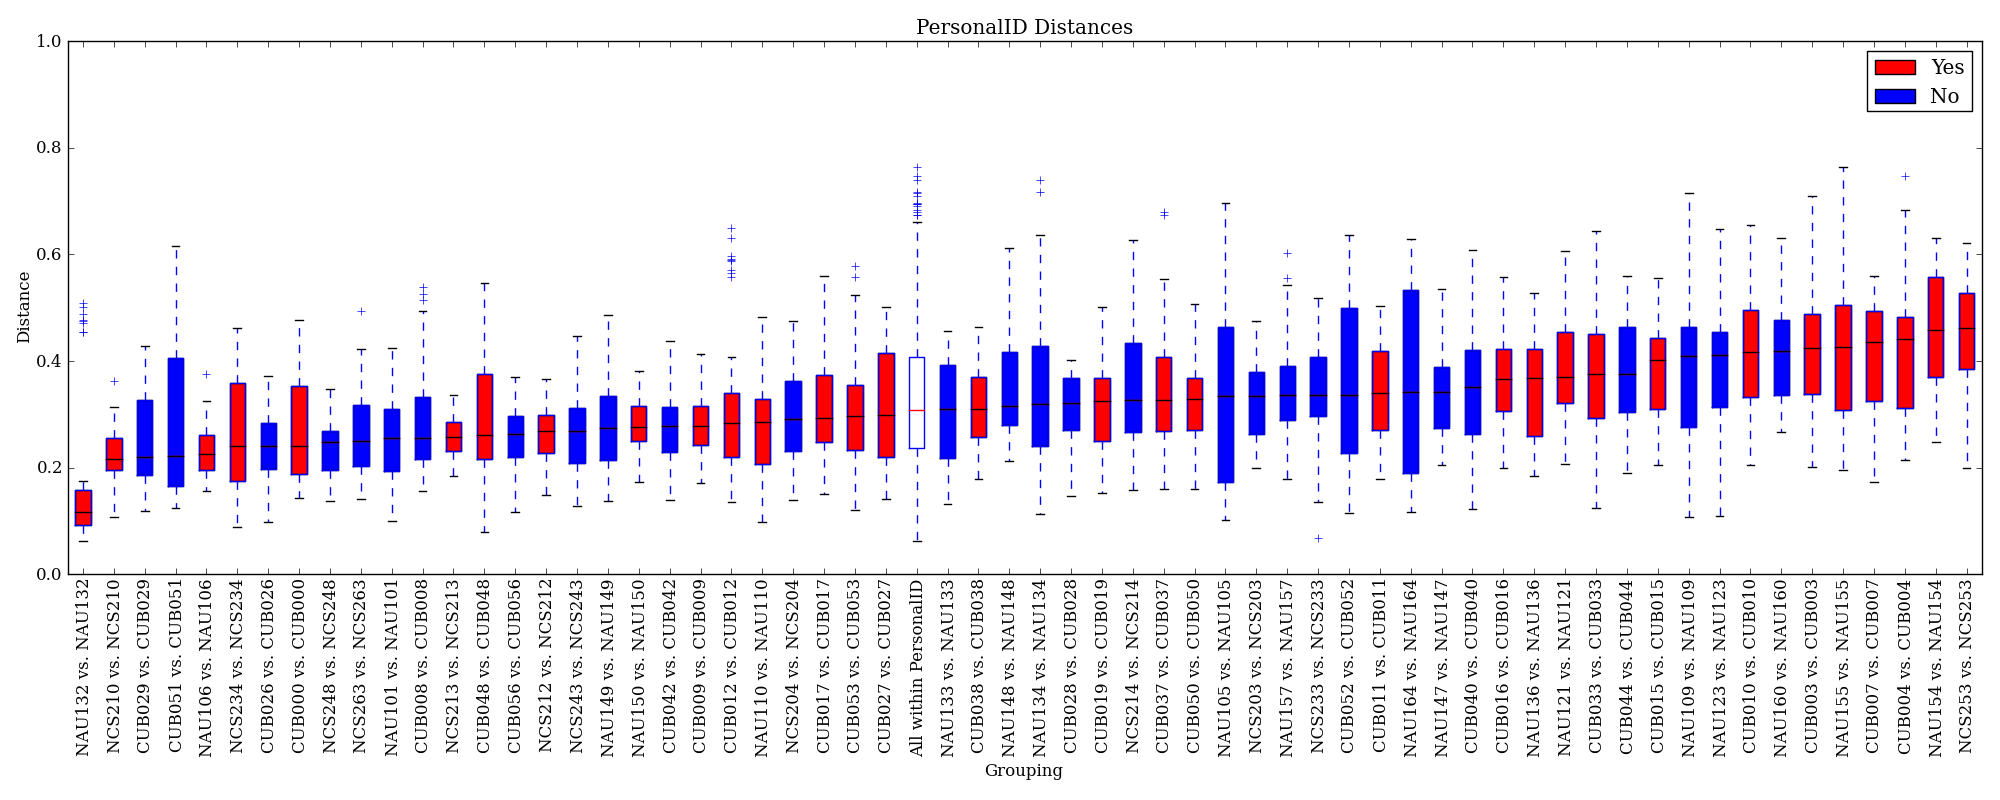 PersonalID Distances
Yes
No
1.0
0.8
0.6
0.4
0.2
0.0
Distance
NAU132 vs. NAU132
NCS210 vs. NCS210
CUB029 vs. CUB029
CUB051 vs. CUB051
NAU106 vs. NAU106
NCS234 vs. NCS234
CUB026 vs. CUB026
CUB000 vs. CUB000
NCS248 vs. NCS248
NCS263 vs. NCS263
NAU101 vs. NAU101
CUB008 vs. CUB008
NCS213 vs. NCS213
CUB048 vs. CUB048
CUB056 vs. CUB056
NCS212 vs. NCS212
NCS243 vs. NCS243
NAU149 vs. NAU149
NAU150 vs. NAU150
CUB042 vs. CUB042
CUB009 vs. CUB009
CUB012 vs. CUB012
NAU110 vs. NAU110
NCS204 vs. NCS204
CUB017 vs. CUB017
CUB053 vs. CUB053
CUB027 vs. CUB027
All within PersonalID
NAU133 vs. NAU133
CUB038 vs. CUB038
NAU148 vs. NAU148
NAU134 vs. NAU134
CUB028 vs. CUB028
CUB019 vs. CUB019
NCS214 vs. NCS214
CUB037 vs. CUB037
CUB050 vs. CUB050
NAU105 vs. NAU105
NCS203 vs. NCS203
NAU157 vs. NAU157
NCS233 vs. NCS233
CUB052 vs. CUB052
CUB011 vs. CUB011
NAU164 vs. NAU164
NAU147 vs. NAU147
CUB040 vs. CUB040
CUB016 vs. CUB016
NAU136 vs. NAU136
NAU121 vs. NAU121
CUB033 vs. CUB033
CUB044 vs. CUB044
CUB015 vs. CUB015
NAU109 vs. NAU109
NAU123 vs. NAU123
CUB010 vs. CUB010
NAU160 vs. NAU160
CUB003 vs. CUB003
NAU155 vs. NAU155
CUB007 vs. CUB007
CUB004 vs. CUB004
NAU154 vs. NAU154
NCS253 vs. NCS253
Grouping